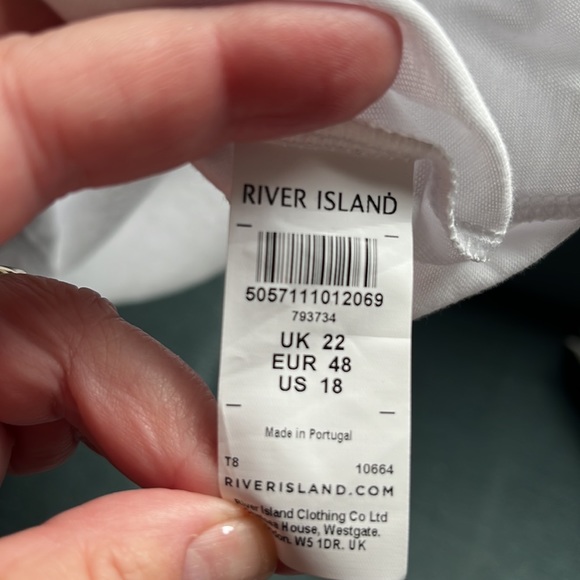 RIVER ISLAND
5057111012069
793734
UK 22
EUR 48
US 18
Made in Portugal
T8 10664
RIVERISLAND.COM
River Island Clothing Co Ltd
House, Westgate,
W5 1DR. UK